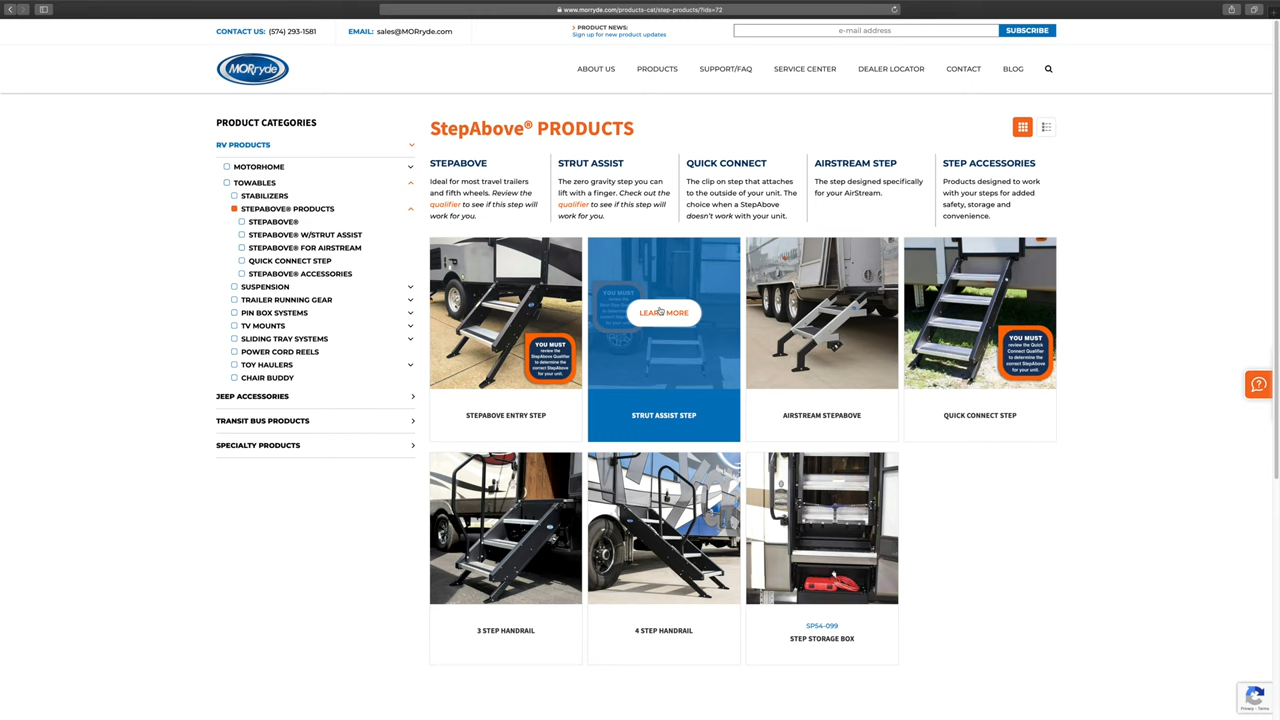 www.morryde.com/products-cat/step-products/?idx=72
CONTACT US: (574) 293-1581
EMAIL: sales@MORryde.com
> PRODUCT NEWS:
Sign up for new product updates
e-mail address
SUBSCRIBE
MORryde
ABOUT US
PRODUCTS
SUPPORT/FAQ
SERVICE CENTER
DEALER LOCATOR
CONTACT
BLOG
PRODUCT CATEGORIES
RV PRODUCTS
MOTORHOME
TOWABLES
STABILIZERS
STEPABOVE® PRODUCTS
STEPABOVE®
STEPABOVE® W/STRUT ASSIST
STEPABOVE® FOR AIRSTREAM
QUICK CONNECT STEP
STEPABOVE® ACCESSORIES
SUSPENSION
TRAILER RUNNING GEAR
PIN BOX SYSTEMS
TV MOUNTS
SLIDING TRAY SYSTEMS
POWER CORD REELS
TOY HAULERS
CHAIR BUDDY
JEEP ACCESSORIES
TRANSIT BUS PRODUCTS
SPECIALTY PRODUCTS
StepAbove® PRODUCTS
STEPABOVE
Ideal for most travel trailers
and fifth wheels. Review the
qualifier to see if this step will
work for you.
STRUT ASSIST
The zero gravity step you can
lift with a finger. Check out the
qualifier to see if this step will
work for you.
QUICK CONNECT
The clip on step that attaches
to the outside of your unit. The
choice when a StepAbove
doesn't work with your unit.
AIRSTREAM STEP
The step designed specifically
for your AirStream.
STEP ACCESSORIES
Products designed to work
with your steps for added
safety, storage and
convenience.
YOU MUST
review the
StepAbove Qualifier
to determine the
correct StepAbove
for your unit.
STEPABOVE ENTRY STEP
YOU MUST
LEARN MORE
STRUT ASSIST STEP
AIRSTREAM STEPABOVE
YOU MUST
review the Quick
Connect Qualifier
to determine the
correct StepAbove
for your unit.
QUICK CONNECT STEP
3 STEP HANDRAIL
4 STEP HANDRAIL
SP54-099
STEP STORAGE BOX
Privacy - Terms